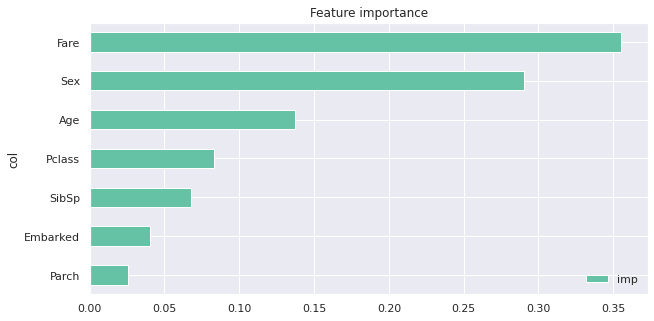 Feature importance
Fare
Sex
Age
Pclass
SibSp
Embarked
Parch
col
imp
0.00 0.05 0.10 0.15 0.20 0.25 0.30 0.35